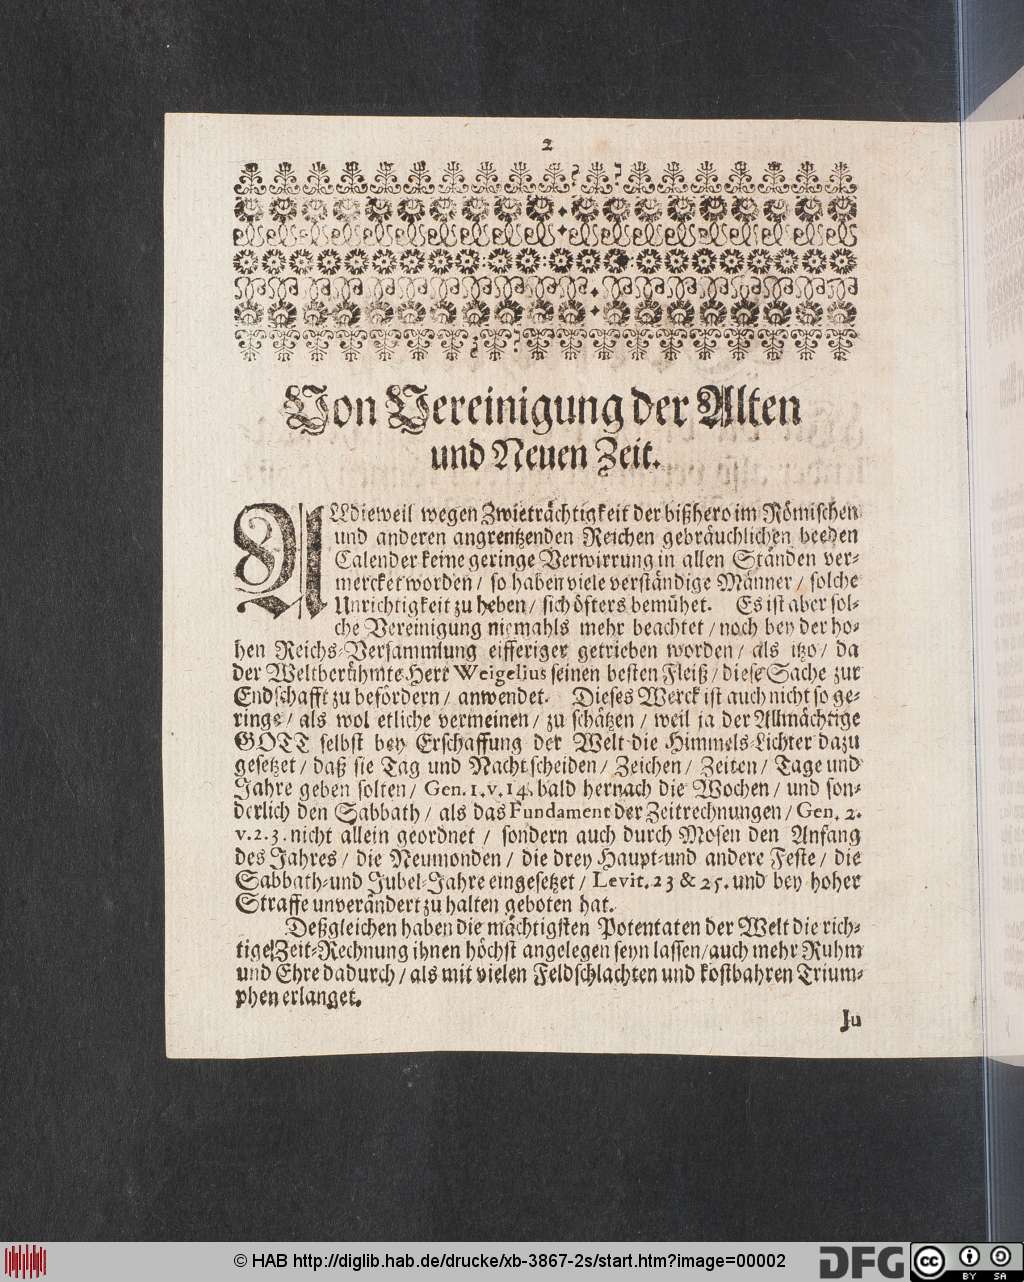 2
Von Vereinigung der Alten
und Neuen Zeit.
ALLdieweil wegen Zwieträchtigkeit der bißhero im Römischen
und anderen angrentzenden Reichen gebräuchlichen beeden
Calender keine geringe Verwirrung in allen Ständen ver-
mercket worden / so haben viele verständige Männer / solche
Unrichtigkeit zu heben / sich öfters bemühet. Es ist aber sol-
che Vereinigung niemahls mehr beachtet / noch bey der ho-
hen Reichs-Versammlung eifferiger getrieben worden / als itzo / da
der Weltberühmte Herr Weigelius seinen besten Fleiß / diese Sache zur
Endschafft zu befördern / anwendet. Dieses Werck ist auch nicht so ge-
ringe / als wol etliche vermeinen / zu schätzen / weil ja der Allmächtige
GOTT selbst bey Erschaffung der Welt die Himmels-Lichter dazu
gesetzet / daß sie Tag und Nacht scheiden / Zeichen / Zeiten / Tage und
Jahre geben solten / Gen. 1. v. 14. bald hernach die Wochen / und son-
derlich den Sabbath / als das Fundament der Zeitrechnungen / Gen. 2.
v. 2. 3. nicht allein geordnet / sondern auch durch Mosen den Anfang
des Jahres / die Neumonden / die drey Haupt-und andere Feste / die
Sabbath-und Jubel-Jahre eingesetzet / Levit. 23 & 25. und bey hoher
Straffe unverändert zu halten geboten hat.
Deßgleichen haben die mächtigsten Potentaten der Welt die rich-
tige Zeit-Rechnung ihnen höchst angelegen seyn lassen / auch mehr Ruhm
und Ehre dadurch / als mit vielen Feldschlachten und kostbahren Trium-
phen erlanget.
Ju
© HAB http://diglib.hab.de/drucke/xb-3867-2s/start.htm?image=00002
DFG
cc
BY SA